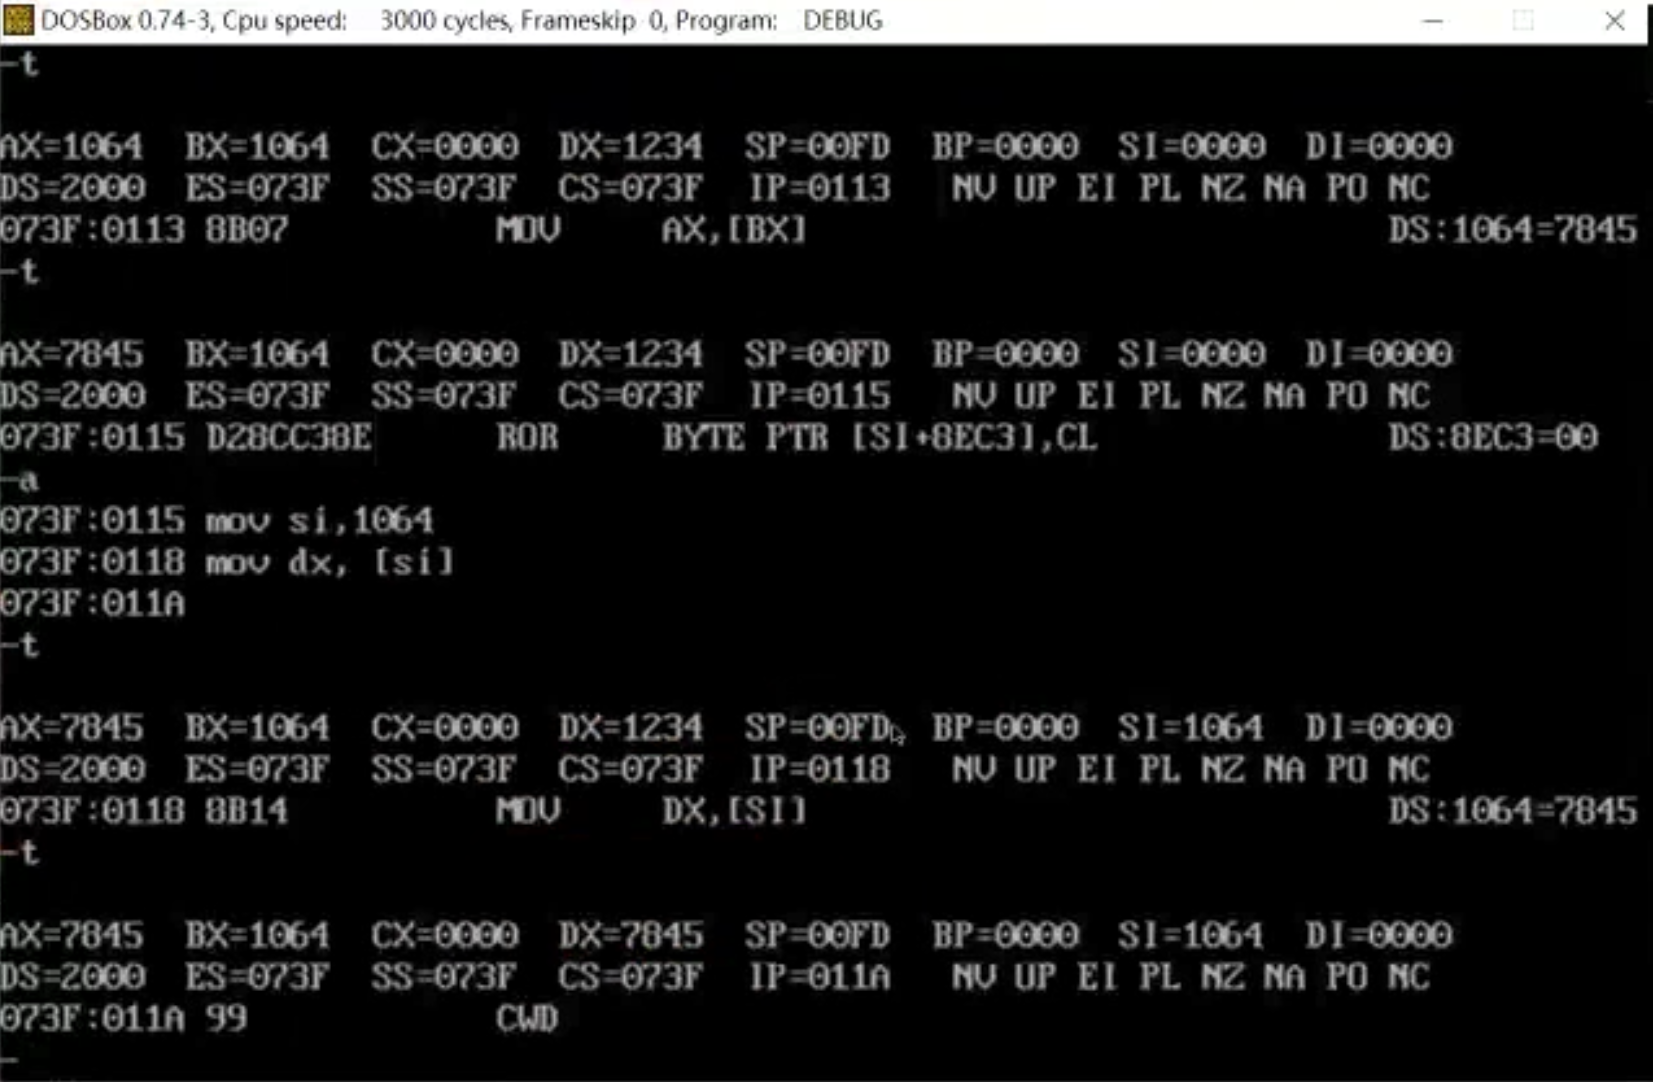 DOSBox 0.74-3, Cpu speed: 3000 cycles, Frameskip 0, Program: DEBUG
-t
AX=1064 BX=1064 CX=0000 DX=1234 SP=00FD BP=0000 SI=0000 DI=0000
DS=2000 ES=073F SS=073F CS=073F IP=0113 NV UP EI PL NZ NA PO NC
073F:0113 8B07 MOV AX,[BX] DS:1064=7845
-t
AX=7845 BX=1064 CX=0000 DX=1234 SP=00FD BP=0000 SI=0000 DI=0000
DS=2000 ES=073F SS=073F CS=073F IP=0115 NV UP EI PL NZ NA PO NC
073F:0115 D28CC38E ROR BYTE PTR [SI+8EC3],CL DS:8EC3=00
-a
073F:0115 mov si,1064
073F:0118 mov dx, [si]
073F:011A
-t
AX=7845 BX=1064 CX=0000 DX=1234 SP=00FD BP=0000 SI=1064 DI=0000
DS=2000 ES=073F SS=073F CS=073F IP=0118 NV UP EI PL NZ NA PO NC
073F:0118 8B14 MOV DX,[SI] DS:1064=7845
-t
AX=7845 BX=1064 CX=0000 DX=7845 SP=00FD BP=0000 SI=1064 DI=0000
DS=2000 ES=073F SS=073F CS=073F IP=011A NV UP EI PL NZ NA PO NC
073F:011A 99 CWD
-